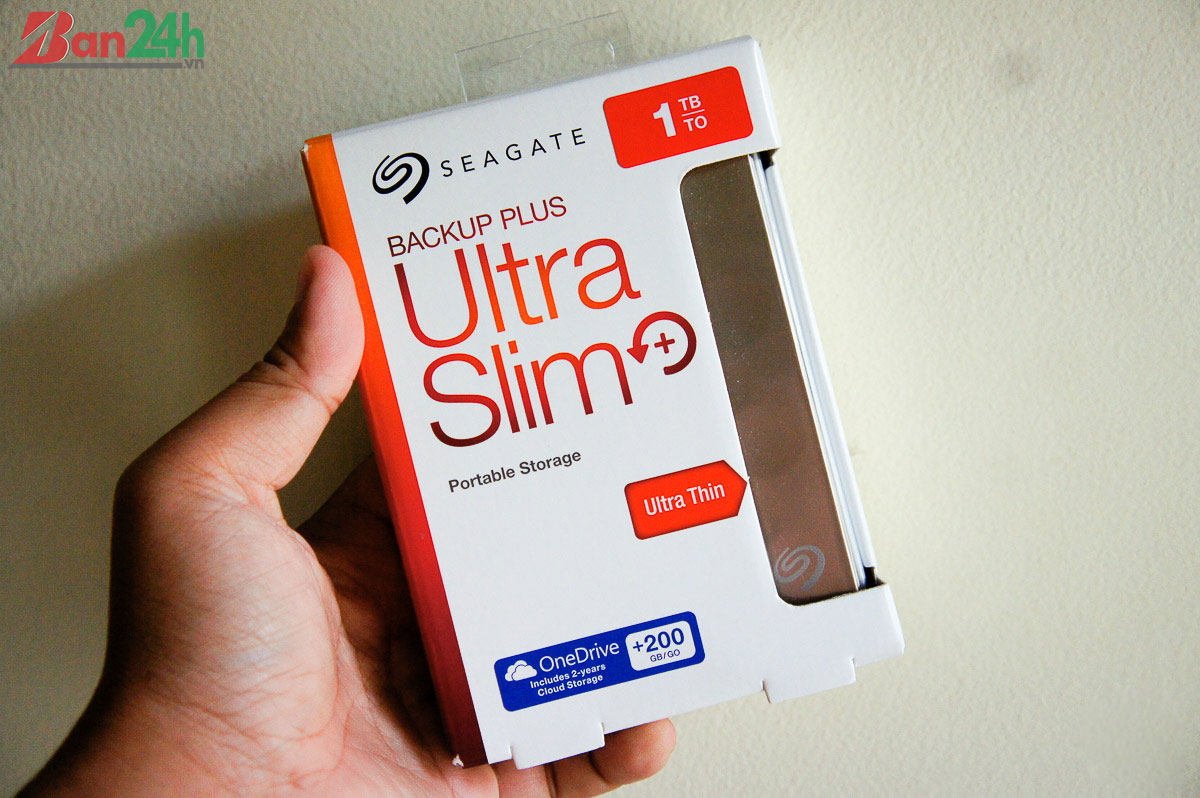 Ban24h
.vn
SEAGATE
1 TB
TO
BACKUP PLUS
Ultra
Slim
Portable Storage
Ultra Thin
OneDrive
Includes 2-years
Cloud Storage
+200
GB/GO